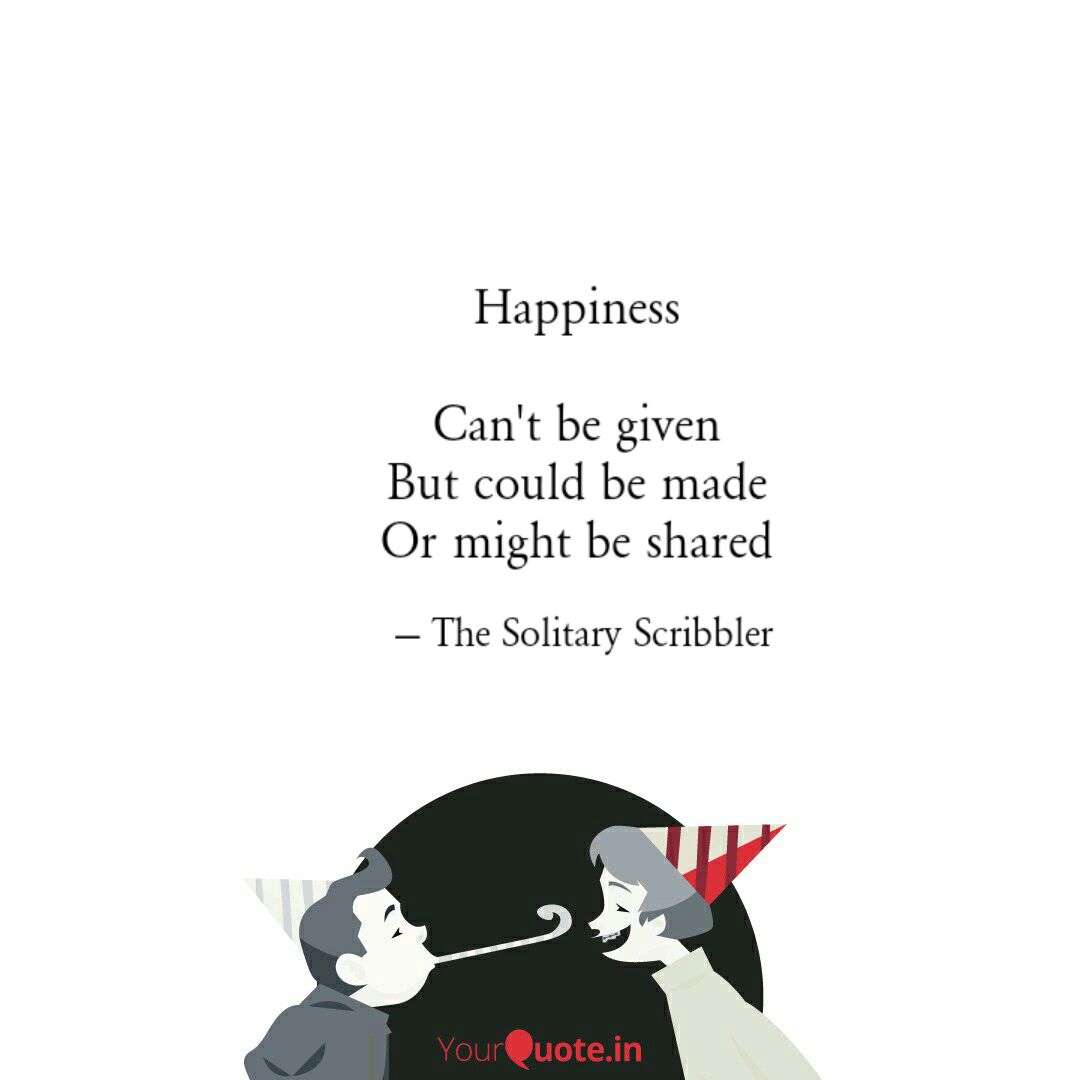 Happiness
Can't be given
But could be made
Or might be shared
– The Solitary Scribbler
YourQuote.in